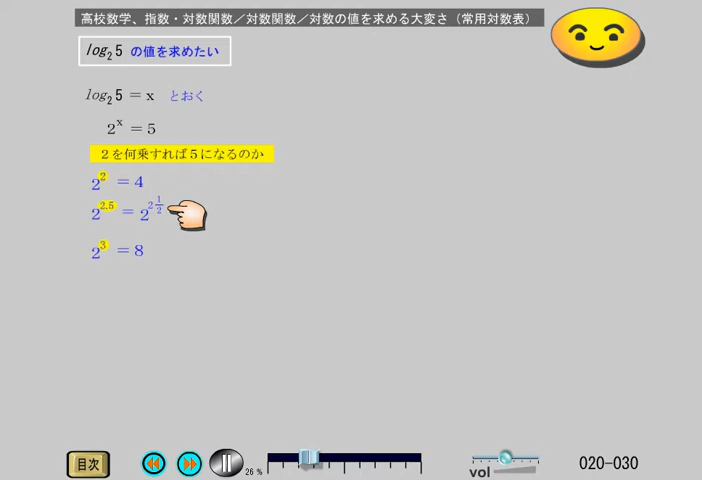 高校数学、指数・対数関数／対数関数／対数の値を求める大変さ（常用対数表）
log₂5 の値を求めたい
log₂5 = x とおく
2ˣ = 5
２を何乗すれば５になるのか
2² = 4
2^2.5 = 2^2 1/2
2³ = 8
目次
26 %
vol
020-030